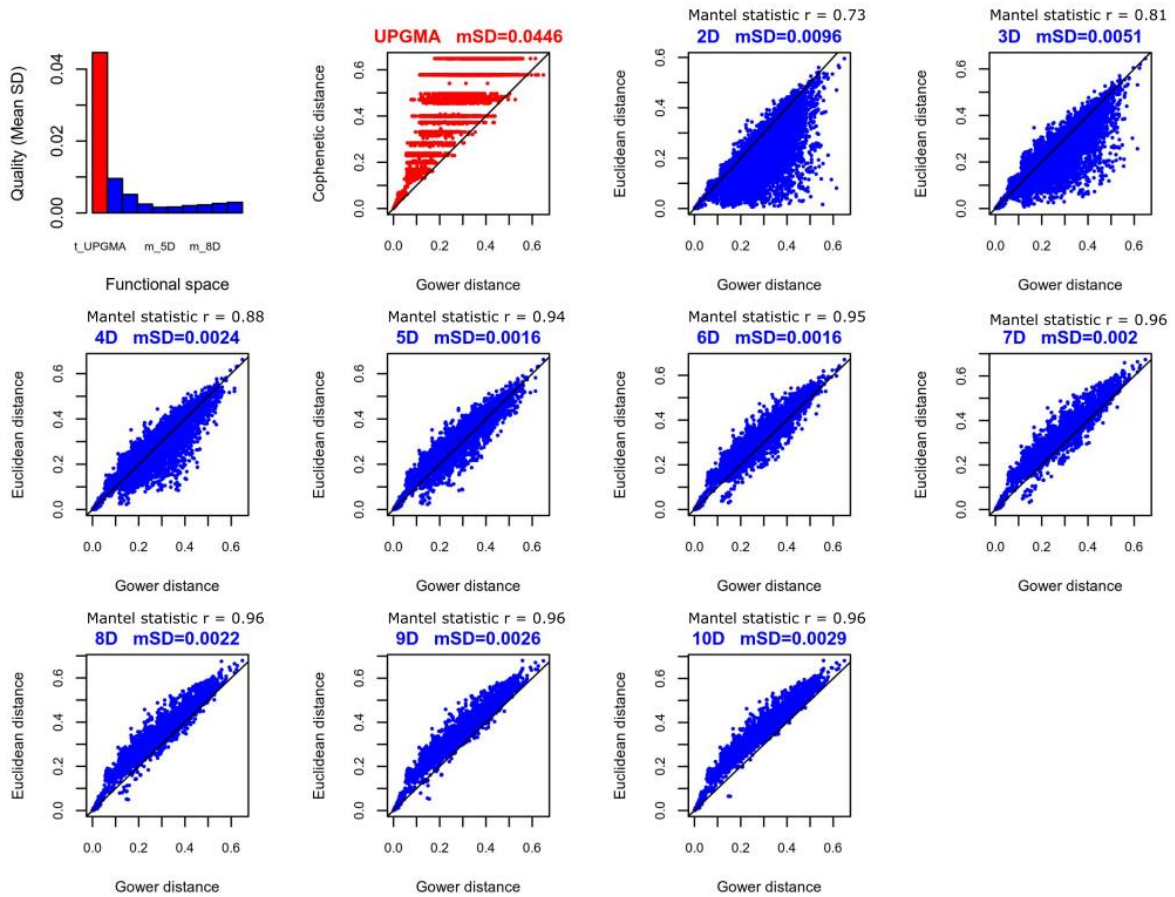 Quality (Mean SD)
0.04
0.02
0.00
t_UPGMA m_5D m_8D
Functional space
UPGMA mSD=0.0446
Cophenetic distance
0.6
0.4
0.2
0.0
0.0 0.2 0.4 0.6
Gower distance
Mantel statistic r = 0.73
2D mSD=0.0096
Euclidean distance
0.6
0.4
0.2
0.0
0.0 0.2 0.4 0.6
Gower distance
Mantel statistic r = 0.81
3D mSD=0.0051
Euclidean distance
0.6
0.4
0.2
0.0
0.0 0.2 0.4 0.6
Gower distance
Mantel statistic r = 0.88
4D mSD=0.0024
Euclidean distance
0.6
0.4
0.2
0.0
0.0 0.2 0.4 0.6
Gower distance
Mantel statistic r = 0.94
5D mSD=0.0016
Euclidean distance
0.6
0.4
0.2
0.0
0.0 0.2 0.4 0.6
Gower distance
Mantel statistic r = 0.95
6D mSD=0.0016
Euclidean distance
0.6
0.4
0.2
0.0
0.0 0.2 0.4 0.6
Gower distance
Mantel statistic r = 0.96
7D mSD=0.002
Euclidean distance
0.6
0.4
0.2
0.0
0.0 0.2 0.4 0.6
Gower distance
Mantel statistic r = 0.96
8D mSD=0.0022
Euclidean distance
0.6
0.4
0.2
0.0
0.0 0.2 0.4 0.6
Gower distance
Mantel statistic r = 0.96
9D mSD=0.0026
Euclidean distance
0.6
0.4
0.2
0.0
0.0 0.2 0.4 0.6
Gower distance
Mantel statistic r = 0.96
10D mSD=0.0029
Euclidean distance
0.6
0.4
0.2
0.0
0.0 0.2 0.4 0.6
Gower distance